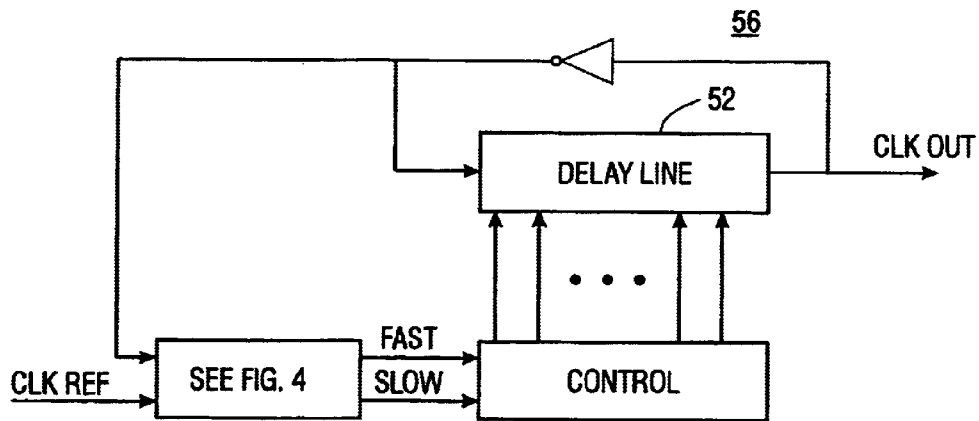 56
52
CLK OUT
DELAY LINE
FAST
CLK REF
SEE FIG. 4
SLOW
CONTROL